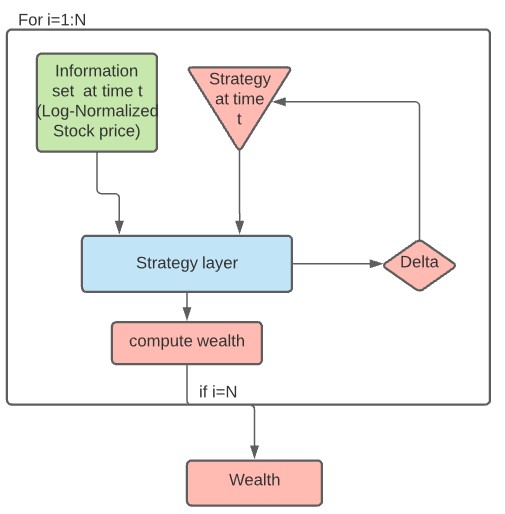 For i=1:N
Information
set at time t
(Log-Normalized
Stock price)
Strategy
at time
t
Strategy layer
Delta
compute wealth
if i=N
Wealth